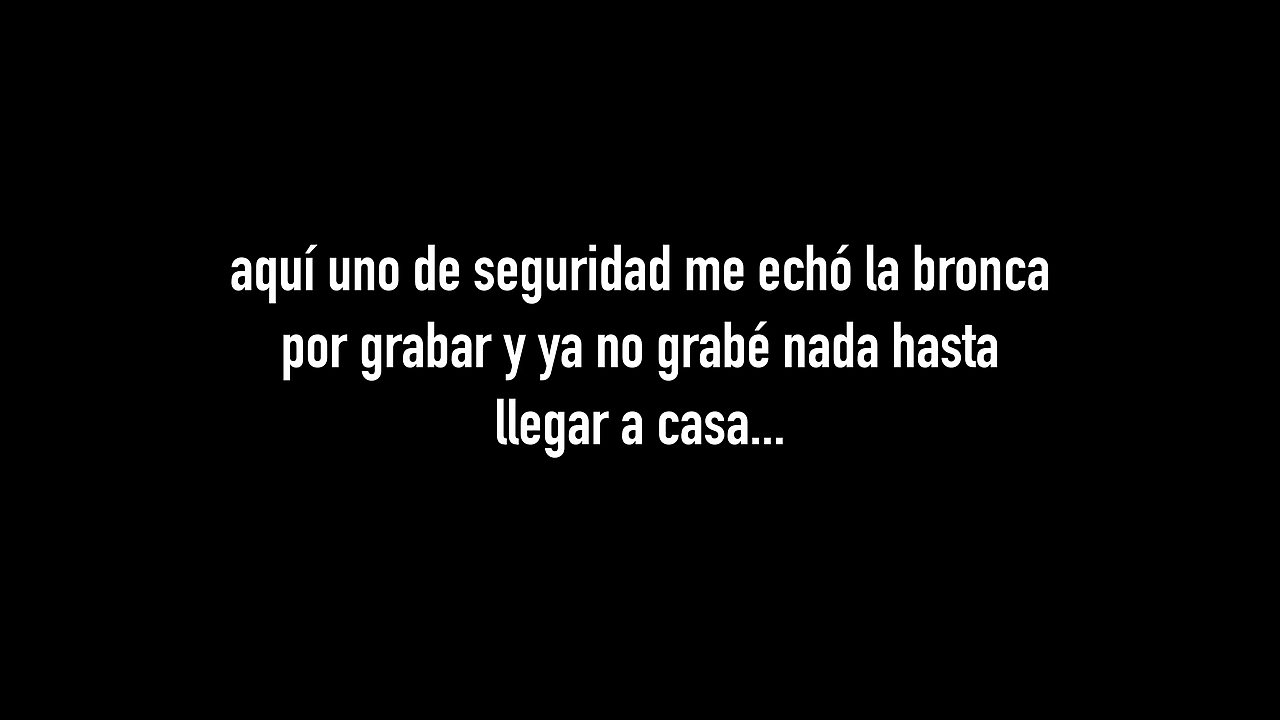 aquí uno de seguridad me echó la bronca
por grabar y ya no grabé nada hasta
llegar a casa...